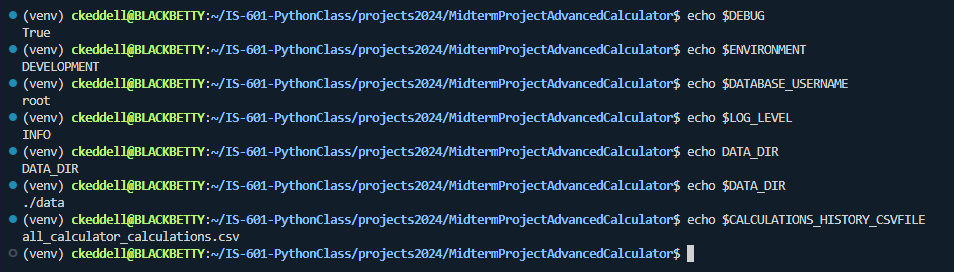 (venv) ckeddell@BLACKBETTY:~/IS-601-PythonClass/projects2024/MidtermProjectAdvancedCalculator$ echo $DEBUG
True
(venv) ckeddell@BLACKBETTY:~/IS-601-PythonClass/projects2024/MidtermProjectAdvancedCalculator$ echo $ENVIRONMENT
DEVELOPMENT
(venv) ckeddell@BLACKBETTY:~/IS-601-PythonClass/projects2024/MidtermProjectAdvancedCalculator$ echo $DATABASE_USERNAME
root
(venv) ckeddell@BLACKBETTY:~/IS-601-PythonClass/projects2024/MidtermProjectAdvancedCalculator$ echo $LOG_LEVEL
INFO
(venv) ckeddell@BLACKBETTY:~/IS-601-PythonClass/projects2024/MidtermProjectAdvancedCalculator$ echo DATA_DIR
DATA_DIR
(venv) ckeddell@BLACKBETTY:~/IS-601-PythonClass/projects2024/MidtermProjectAdvancedCalculator$ echo $DATA_DIR
./data
(venv) ckeddell@BLACKBETTY:~/IS-601-PythonClass/projects2024/MidtermProjectAdvancedCalculator$ echo $CALCULATIONS_HISTORY_CSVFILE
all_calculator_calculations.csv
(venv) ckeddell@BLACKBETTY:~/IS-601-PythonClass/projects2024/MidtermProjectAdvancedCalculator$